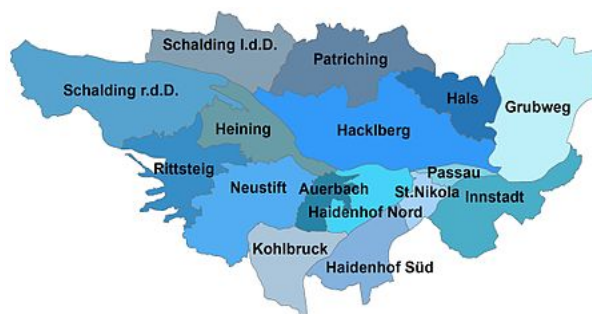 Schalding l.d.D.
Patriching
Schalding r.d.D.
Hals
Grubweg
Heining
Hacklberg
Rittsteig
Passau
Neustift
Auerbach
St.Nikola
Innstadt
Haidenhof Nord
Kohlbruck
Haidenhof Süd